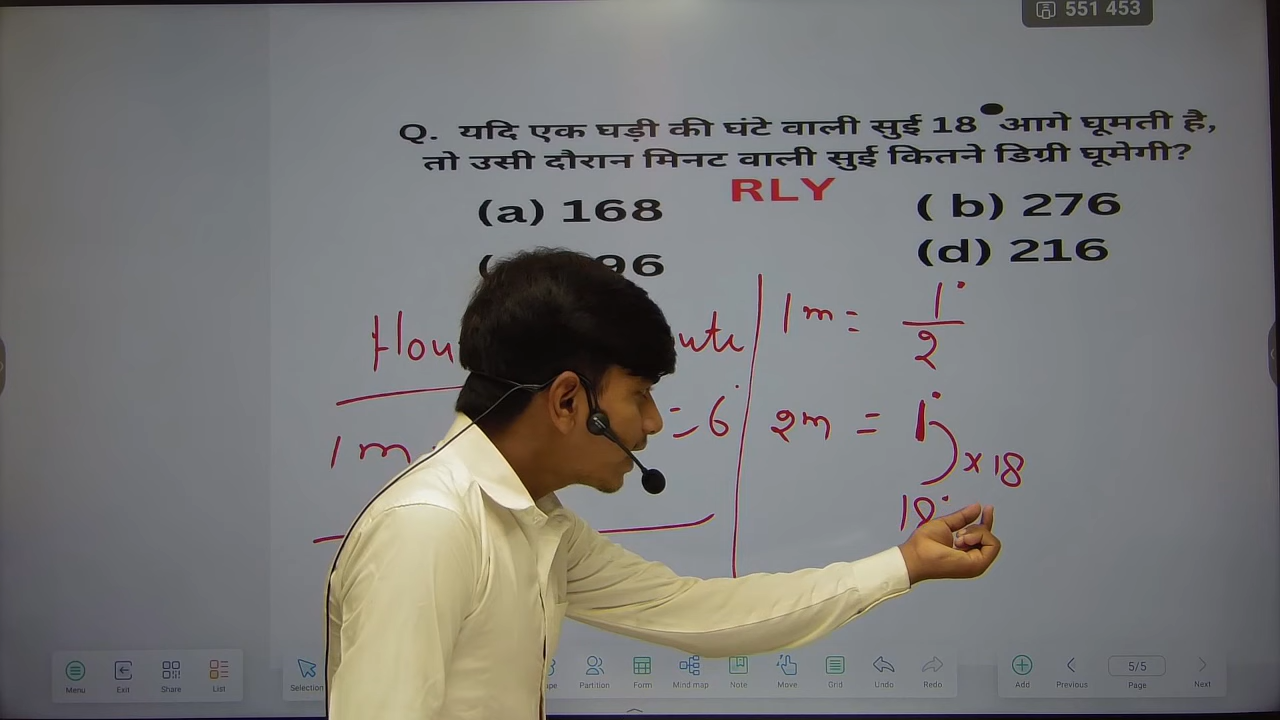 551 453
Q. यदि एक घड़ी की घंटे वाली सुई 18° आगे घूमती है,
तो उसी दौरान मिनट वाली सुई कितने डिग्री घूमेगी?
RLY
(a) 168
( b) 276
96
(d) 216
Hou
ute
1m
= 6°
1m = 1°/2
2m = 1°
× 18
18°
Menu
Exit
Share
List
Selection
Partition
Form
Mind map
Note
Move
Grid
Undo
Redo
Add
Previous
5/5
Page
Next